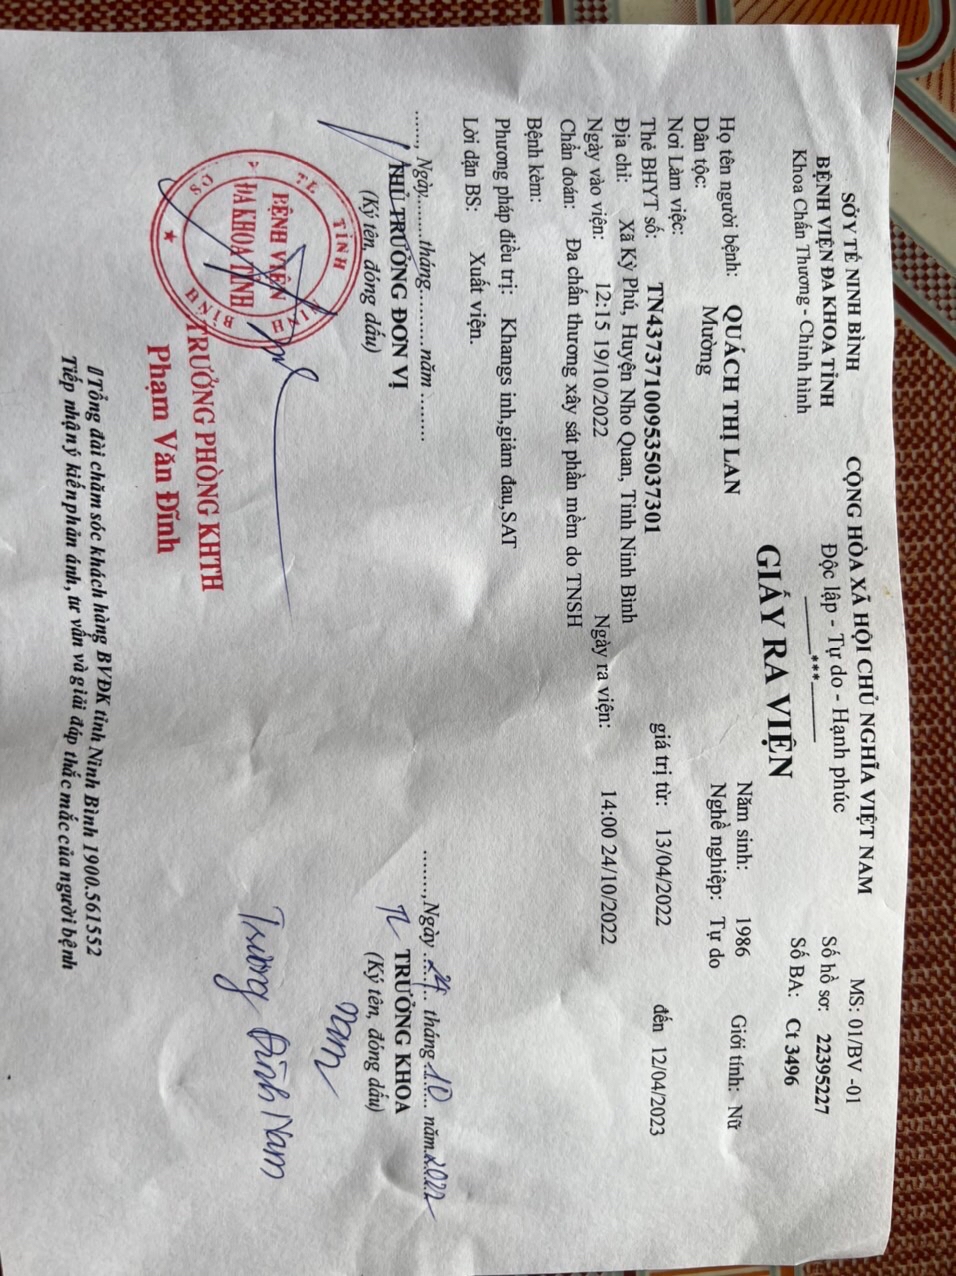 SỞ Y TẾ NINH BÌNH
BỆNH VIỆN ĐA KHOA TỈNH
Khoa Chấn Thương - Chỉnh hình
CỘNG HÒA XÃ HỘI CHỦ NGHĨA VIỆT NAM
Độc lập - Tự do - Hạnh phúc
***
MS: 01/BV -01
Số hồ sơ: 22395227
Số BA: Ct 3496
GIẤY RA VIỆN
Họ tên người bệnh: QUÁCH THỊ LAN Năm sinh: 1986 Giới tính: Nữ
Dân tộc: Mường Nghề nghiệp: Tự do
Nơi Làm việc:
Thẻ BHYT số: TN437371009535037301 giá trị từ: 13/04/2022 đến 12/04/2023
Địa chỉ: Xã Kỳ Phú, Huyện Nho Quan, Tỉnh Ninh Bình
Ngày vào viện: 12:15 19/10/2022 Ngày ra viện: 14:00 24/10/2022
Chẩn đoán: Đa chấn thương xây sát phần mềm do TNSH
Bệnh kèm:
Phương pháp điều trị: Khangs inh,giảm đau,SAT
Lời dặn BS: Xuất viện.
......, Ngày........tháng...........năm ........
THỦ TRƯỞNG ĐƠN VỊ
(Ký tên, đóng dấu)
BỆNH VIỆN
ĐA KHOA TỈNH
SỞ Y TẾ TỈNH NINH BÌNH
TRƯỞNG PHÒNG KHTH
Phạm Văn Đĩnh
......., Ngày 24 tháng 10 năm 2022
TL TRƯỞNG KHOA
(Ký tên, đóng dấu)
Nam
Trương Đình Nam
Tổng đài chăm sóc khách hàng BVĐK tỉnh Ninh Bình 1900.561552
Tiếp nhận ý kiến phản ánh, tư vấn và giải đáp thắc mắc của người bệnh